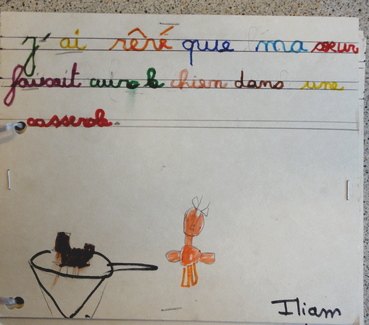 J'ai rêvé que ma sœur
faisait cuire le chien dans une
casserole.
Iliam